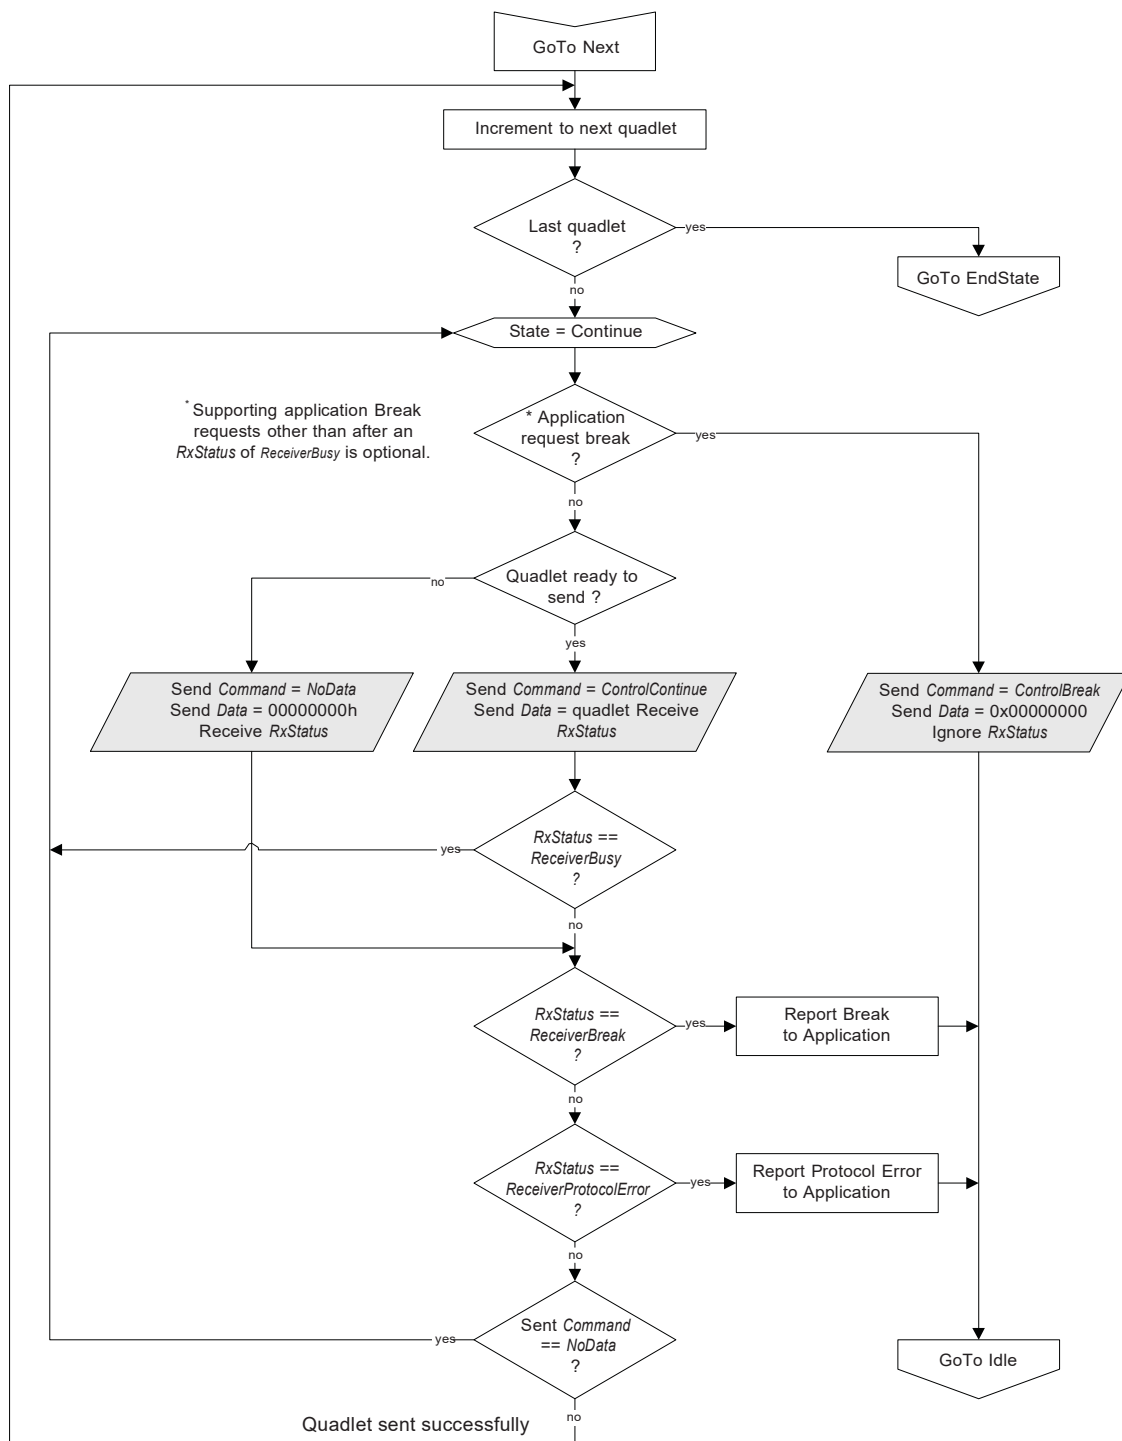 GoTo Next
Increment to next quadlet
Last quadlet
?
yes
GoTo EndState
no
State = Continue
* Supporting application Break
requests other than after an
RxStatus of ReceiverBusy is optional.
* Application
request break
?
yes
no
Quadlet ready to
send ?
no
yes
Send Command = NoData
Send Data = 00000000h
Receive RxStatus
Send Command = ControlContinue
Send Data = quadlet Receive
RxStatus
Send Command = ControlBreak
Send Data = 0x00000000
Ignore RxStatus
RxStatus ==
ReceiverBusy
?
yes
no
RxStatus ==
ReceiverBreak
?
yes
Report Break
to Application
no
RxStatus ==
ReceiverProtocolError
?
yes
Report Protocol Error
to Application
no
Sent Command
== NoData
?
yes
GoTo Idle
no
Quadlet sent successfully